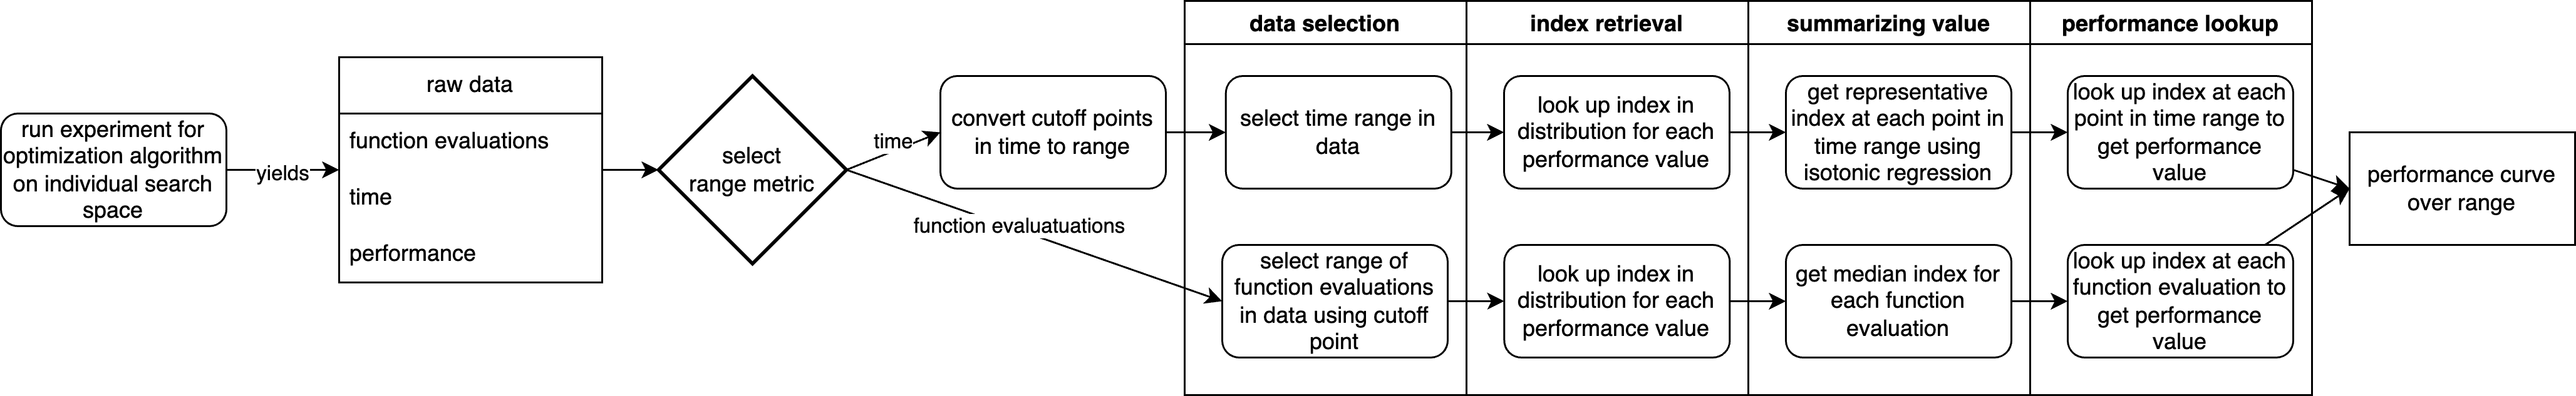 run experiment for
optimization algorithm
on individual search
space
yields
raw data
function evaluations
time
performance
select
range metric
time
function evaluatuations
convert cutoff points
in time to range
data selection
index retrieval
summarizing value
performance lookup
select time range in
data
look up index in
distribution for each
performance value
get representative
index at each point in
time range using
isotonic regression
look up index at each
point in time range to
get performance
value
select range of
function evaluations
in data using cutoff
point
look up index in
distribution for each
performance value
get median index for
each function
evaluation
look up index at each
function evaluation to
get performance
value
performance curve
over range